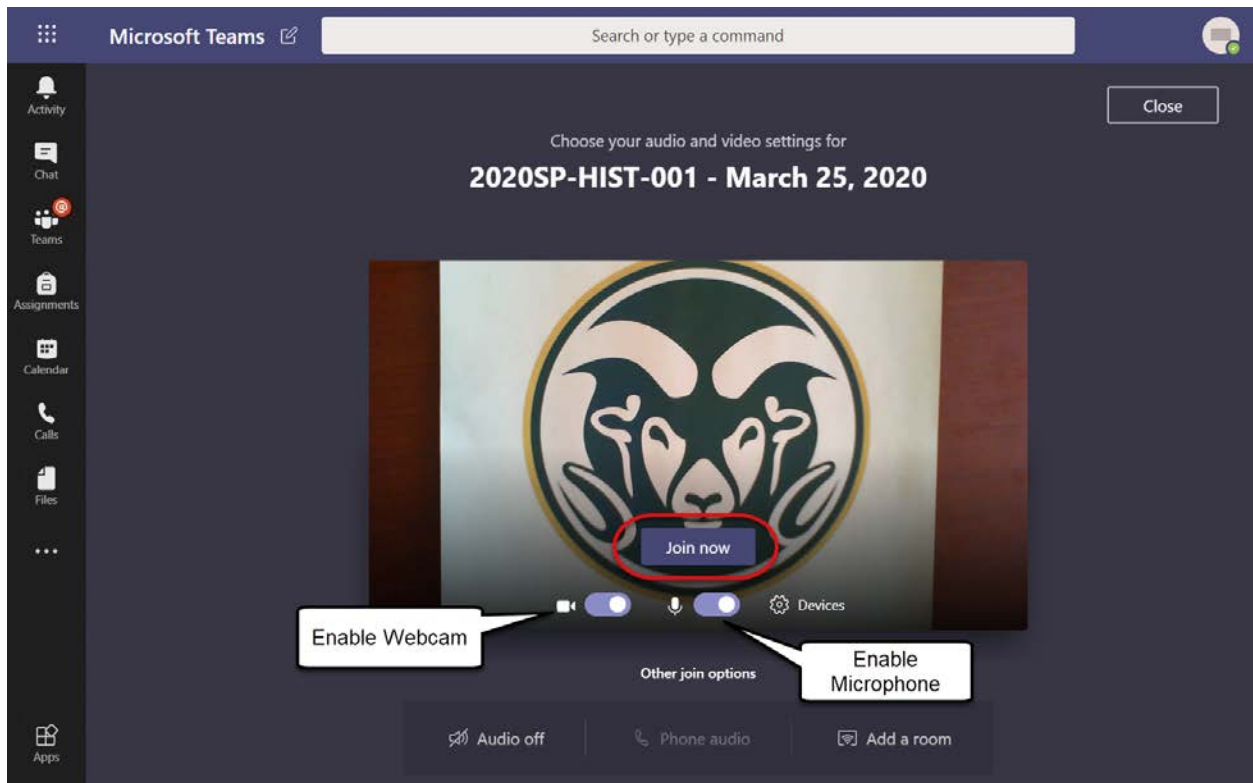 Microsoft Teams
Search or type a command
Activity
Chat
@
Teams
Assignments
Calendar
Calls
Files
Apps
Close
Choose your audio and video settings for
2020SP-HIST-001 - March 25, 2020
Join now
Devices
Enable Webcam
Enable
Microphone
Other join options
Audio off
Phone audio
Add a room